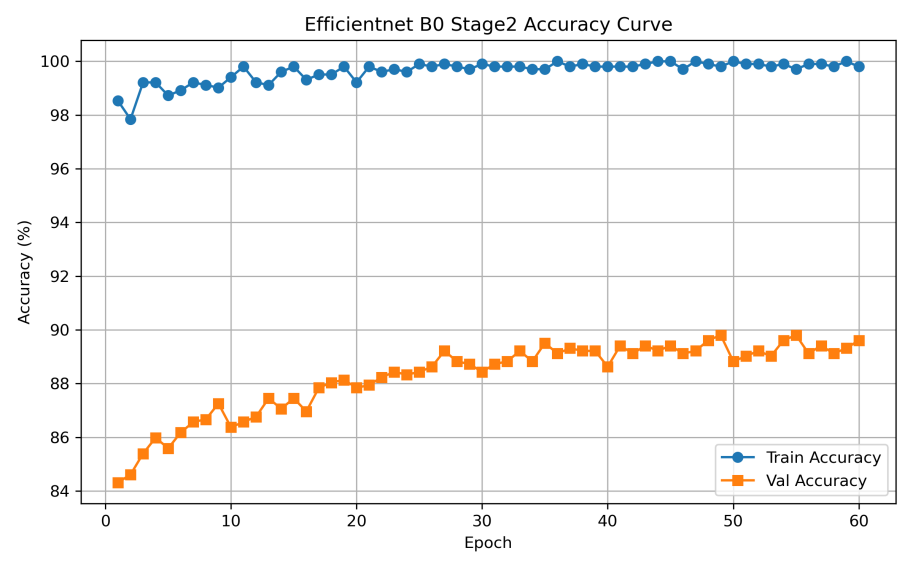 Efficientnet B0 Stage2 Accuracy Curve
Accuracy (%)
100
98
96
94
92
90
88
86
84
Train Accuracy
Val Accuracy
0 10 20 30 40 50 60
Epoch